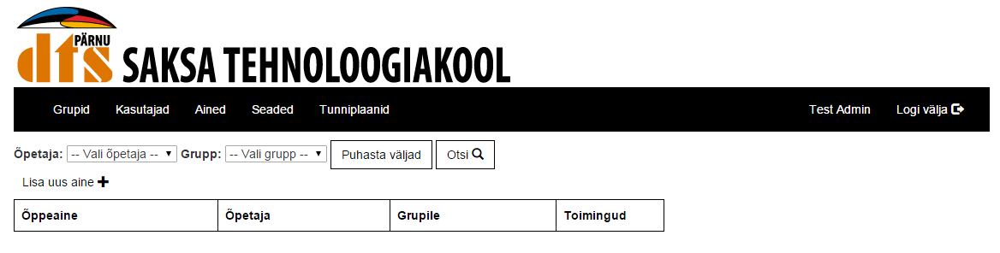 PÄRNU
dts SAKSA TEHNOLOOGIAKOOL
Grupid Kasutajad Ained Seaded Tunniplaanid Test Admin Logi välja
Õpetaja: -- Vali õpetaja -- Grupp: -- Vali grupp -- Puhasta väljad Otsi
Lisa uus aine
Õppeaine Õpetaja Grupile Toimingud